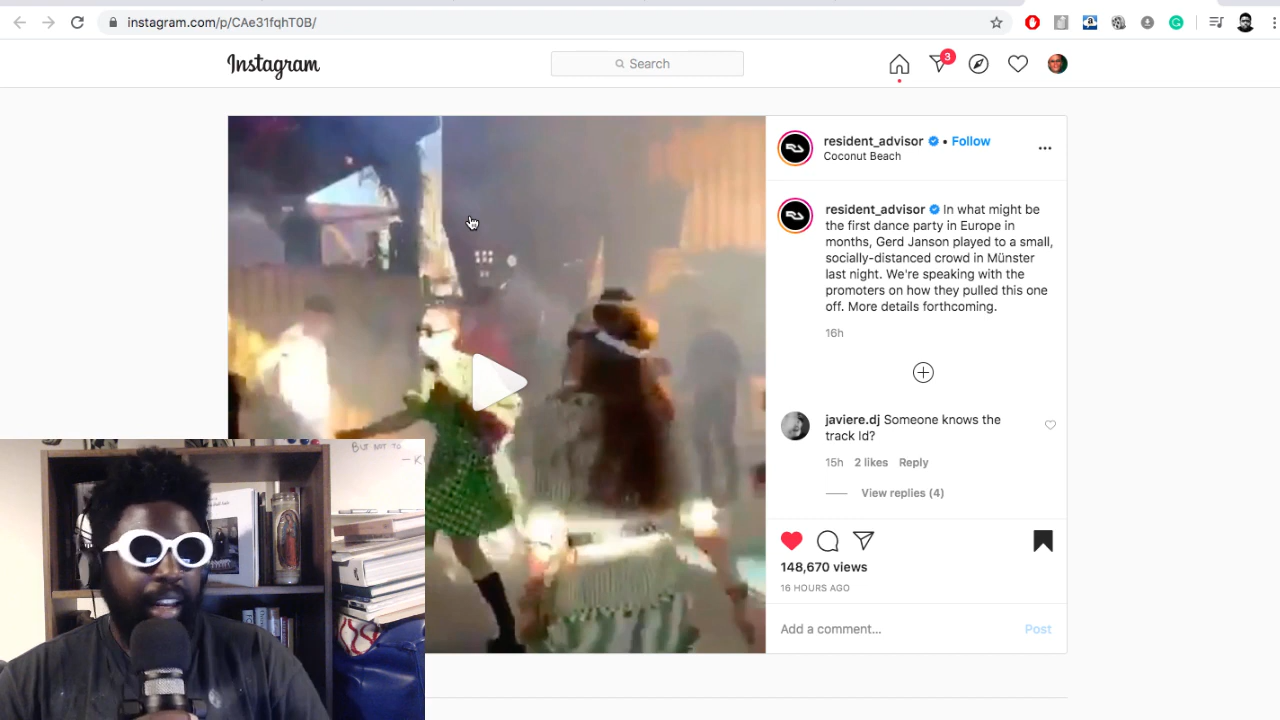 instagram.com/p/CAe31fqhT0B/
Instagram
Search
3
resident_advisor • Follow
Coconut Beach
resident_advisor In what might be
the first dance party in Europe in
months, Gerd Janson played to a small,
socially-distanced crowd in Münster
last night. We're speaking with the
promoters on how they pulled this one
off. More details forthcoming.
16h
javiere.dj Someone knows the
track Id?
15h 2 likes Reply
View replies (4)
148,670 views
16 HOURS AGO
Add a comment... Post
BUT NOT TO